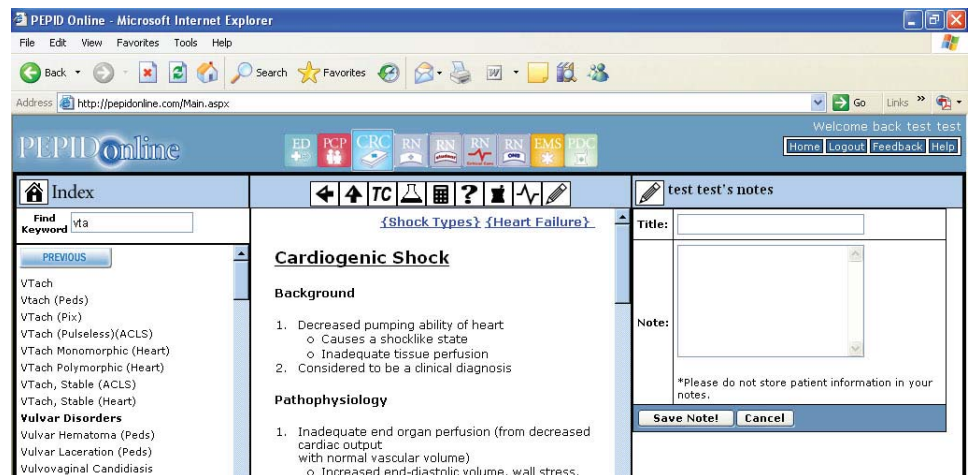 PEPID Online - Microsoft Internet Explorer
File Edit View Favorites Tools Help
Back Search Favorites
Address http://pepidonline.com/Main.aspx Go Links »
PEPID Online
ED PCP CRC RN RN student RN Critical Care RN ONB EMS PDC
Welcome back test test
Home Logout Feedback Help
Index
Find
Keyword vta
PREVIOUS
VTach
Vtach (Peds)
VTach (Pix)
VTach (Pulseless)(ACLS)
VTach Monomorphic (Heart)
VTach Polymorphic (Heart)
VTach, Stable (ACLS)
VTach, Stable (Heart)
Vulvar Disorders
Vulvar Hematoma (Peds)
Vulvar Laceration (Peds)
Vulvovaginal Candidiasis
TC ?
{Shock Types} {Heart Failure}
Cardiogenic Shock
Background
1. Decreased pumping ability of heart
o Causes a shocklike state
o Inadequate tissue perfusion
2. Considered to be a clinical diagnosis
Pathophysiology
1. Inadequate end organ perfusion (from decreased
cardiac output
with normal vascular volume)
o Increased end-diastolic volume, wall stress,
test test's notes
Title:
Note:
*Please do not store patient information in your
notes.
Save Note! Cancel